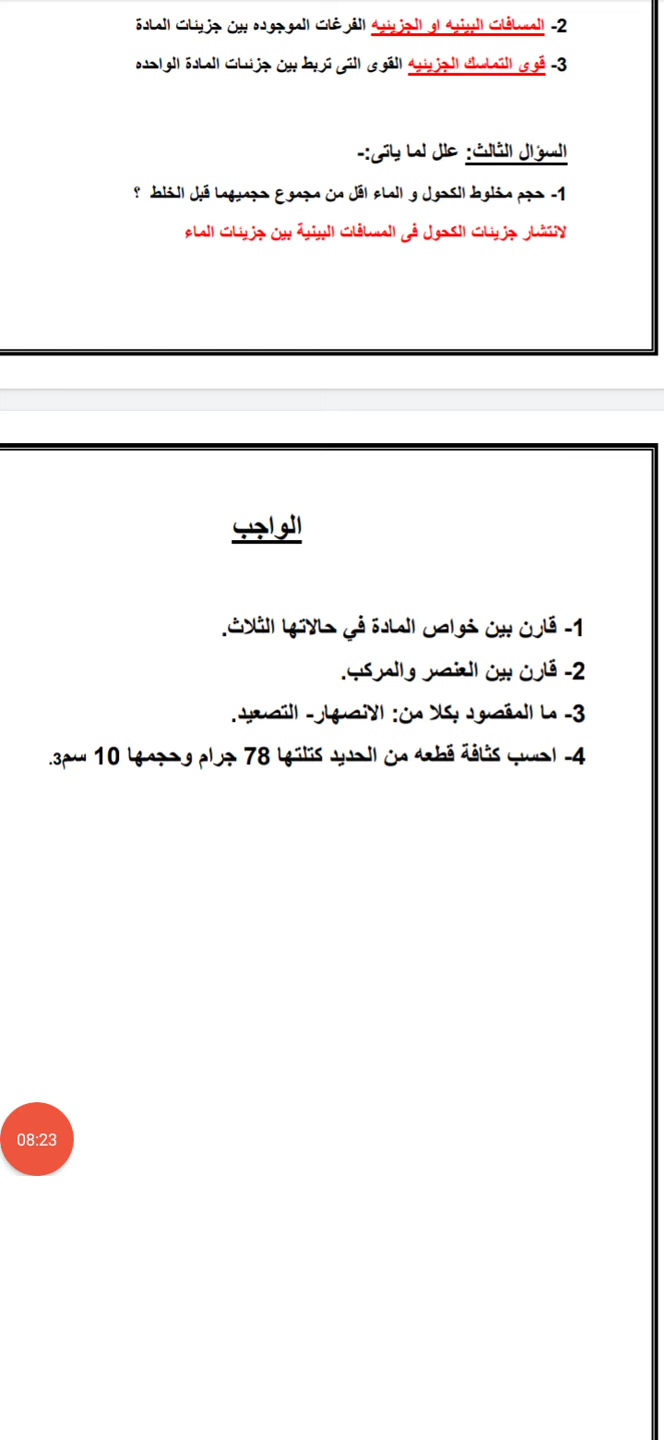 2- المسافات البينيه او الجزيئيه الفرغات الموجوده بين جزيئات المادة
3- قوى التماسك الجزيئيه القوى التى تربط بين جزئيات المادة الواحده
السؤال الثالث: علل لما ياتى:-
1- حجم مخلوط الكحول و الماء اقل من مجموع حجميهما قبل الخلط ؟
لانتشار جزيئات الكحول فى المسافات البينية بين جزيئات الماء
الواجب
1- قارن بين خواص المادة في حالاتها الثلاث.
2- قارن بين العنصر والمركب.
3- ما المقصود بكلا من: الانصهار- التصعيد.
4- احسب كثافة قطعه من الحديد كتلتها 78 جرام وحجمها 10 سم3.
08:23